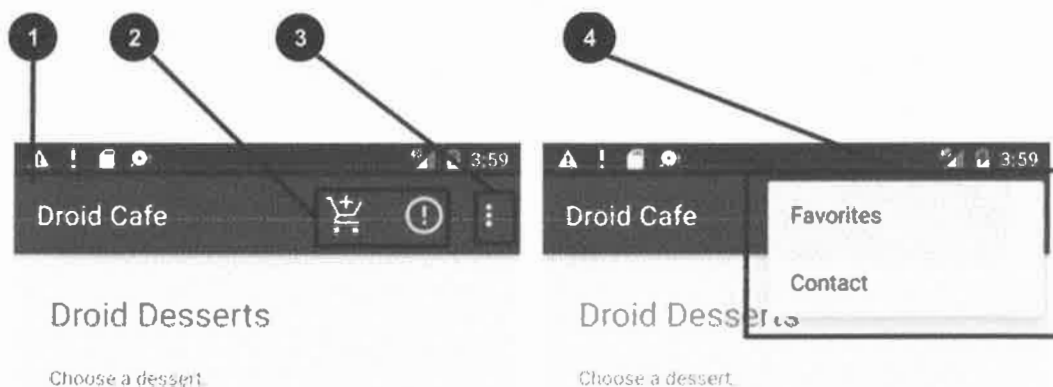 1
2
3
4
3:59
3:59
Droid Cafe
Droid Cafe
Favorites
Contact
Droid Desserts
Droid Desserts
Choose a dessert.
Choose a dessert.